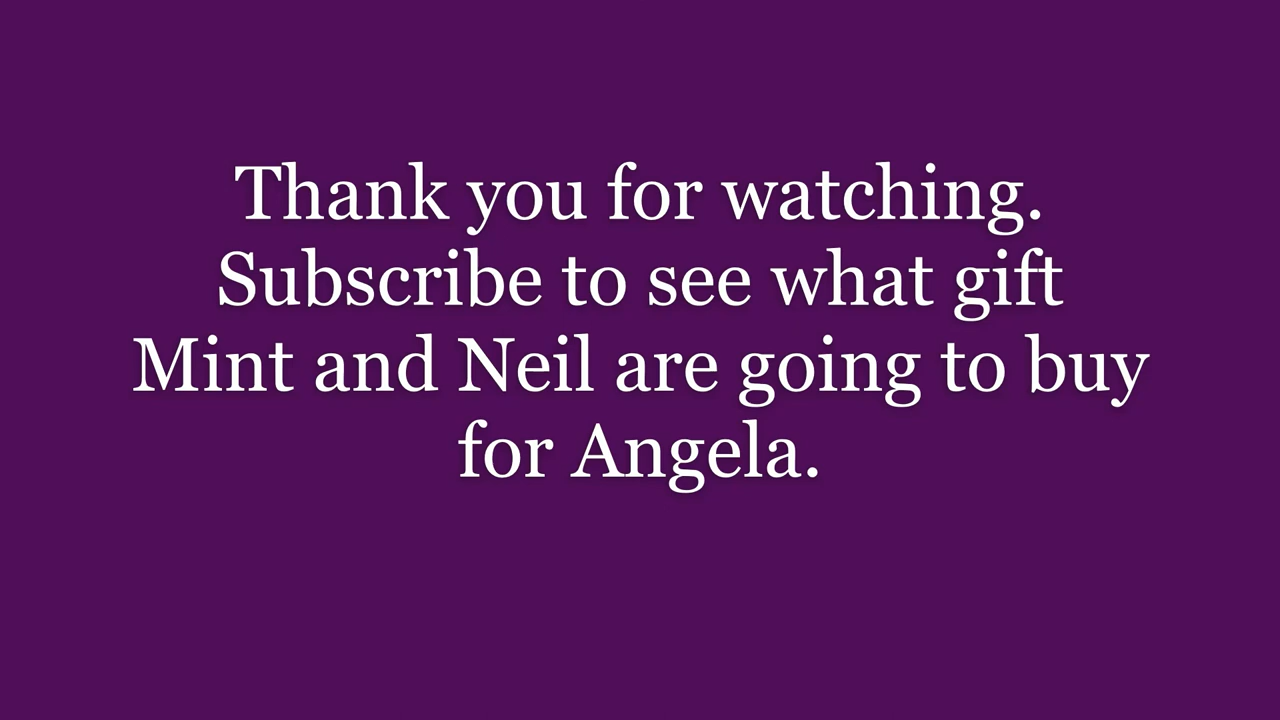 Thank you for watching.
Subscribe to see what gift
Mint and Neil are going to buy
for Angela.